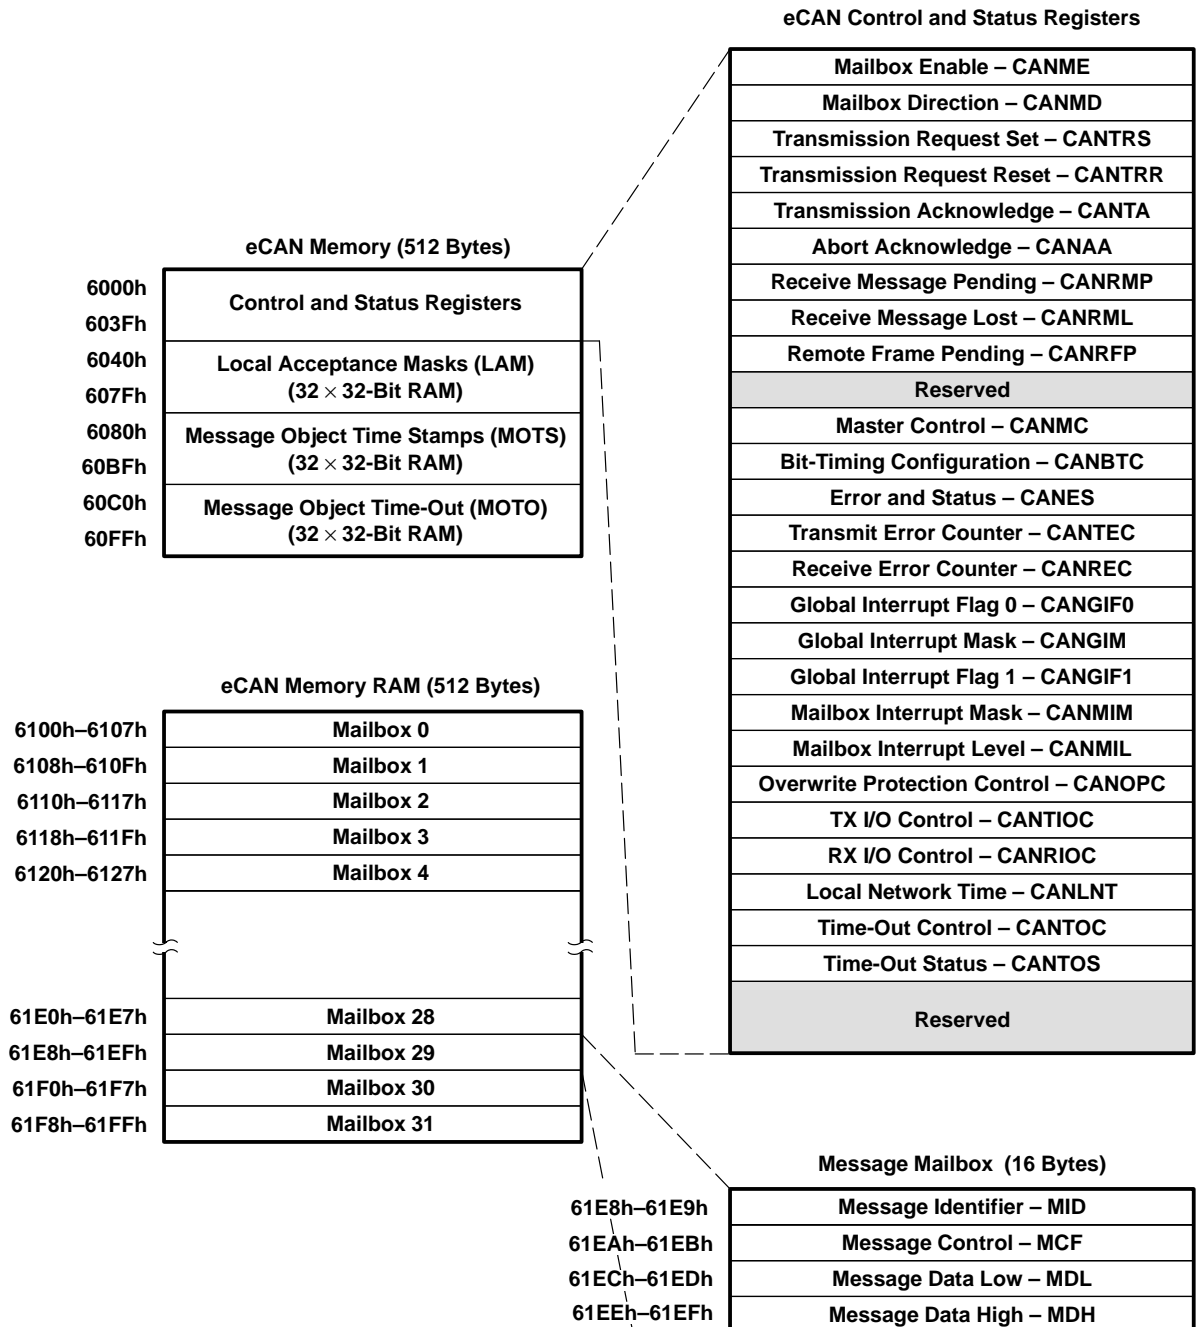 eCAN Control and Status Registers
Mailbox Enable – CANME
Mailbox Direction – CANMD
Transmission Request Set – CANTRS
Transmission Request Reset – CANTRR
Transmission Acknowledge – CANTA
Abort Acknowledge – CANAA
Receive Message Pending – CANRMP
Receive Message Lost – CANRML
Remote Frame Pending – CANRFP
Reserved
Master Control – CANMC
Bit-Timing Configuration – CANBTC
Error and Status – CANES
Transmit Error Counter – CANTEC
Receive Error Counter – CANREC
Global Interrupt Flag 0 – CANGIF0
Global Interrupt Mask – CANGIM
Global Interrupt Flag 1 – CANGIF1
Mailbox Interrupt Mask – CANMIM
Mailbox Interrupt Level – CANMIL
Overwrite Protection Control – CANOPC
TX I/O Control – CANTIOC
RX I/O Control – CANRIOC
Local Network Time – CANLNT
Time-Out Control – CANTOC
Time-Out Status – CANTOS
Reserved
eCAN Memory (512 Bytes)
6000h
603Fh
Control and Status Registers
6040h
607Fh
Local Acceptance Masks (LAM)
(32 × 32-Bit RAM)
6080h
60BFh
Message Object Time Stamps (MOTS)
(32 × 32-Bit RAM)
60C0h
60FFh
Message Object Time-Out (MOTO)
(32 × 32-Bit RAM)
eCAN Memory RAM (512 Bytes)
6100h–6107h Mailbox 0
6108h–610Fh Mailbox 1
6110h–6117h Mailbox 2
6118h–611Fh Mailbox 3
6120h–6127h Mailbox 4
61E0h–61E7h Mailbox 28
61E8h–61EFh Mailbox 29
61F0h–61F7h Mailbox 30
61F8h–61FFh Mailbox 31
Message Mailbox (16 Bytes)
61E8h–61E9h Message Identifier – MID
61EAh–61EBh Message Control – MCF
61ECh–61EDh Message Data Low – MDL
61EEh–61EFh Message Data High – MDH